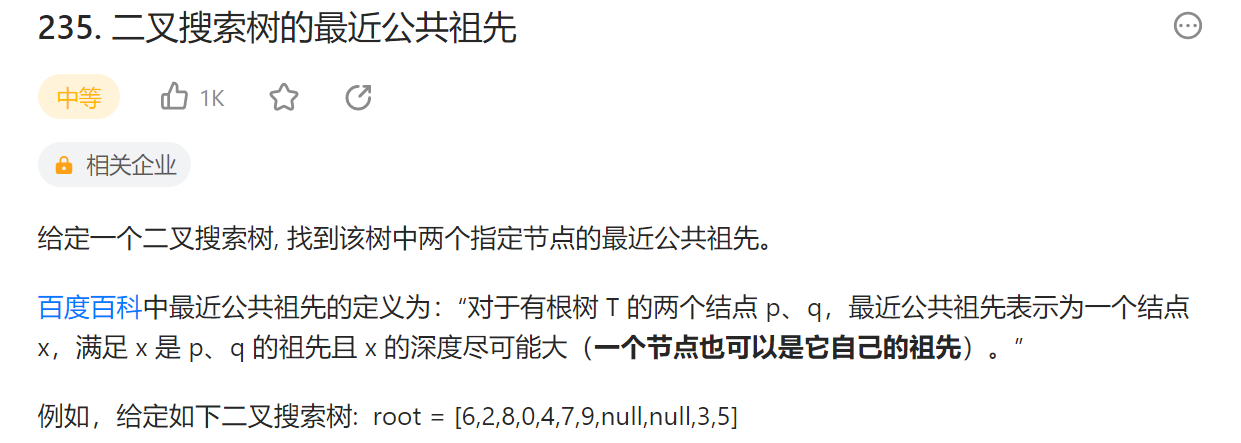 235. 二叉搜索树的最近公共祖先
中等 1K
相关企业
给定一个二叉搜索树, 找到该树中两个指定节点的最近公共祖先。
百度百科中最近公共祖先的定义为：“对于有根树 T 的两个结点 p、q，最近公共祖先表示为一个结点
x，满足 x 是 p、q 的祖先且 x 的深度尽可能大（一个节点也可以是它自己的祖先）。”
例如，给定如下二叉搜索树: root = [6,2,8,0,4,7,9,null,null,3,5]